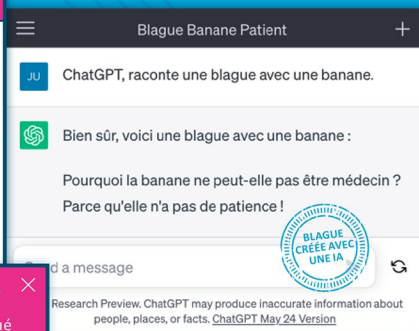 Blague Banane Patient
JU
ChatGPT, raconte une blague avec une banane.
Bien sûr, voici une blague avec une banane :
Pourquoi la banane ne peut-elle pas être médecin ?
Parce qu'elle n'a pas de patience !
BLAGUE
CRÉÉE AVEC
UNE IA
d a message
Research Preview. ChatGPT may produce inaccurate information about
people, places, or facts. ChatGPT May 24 Version